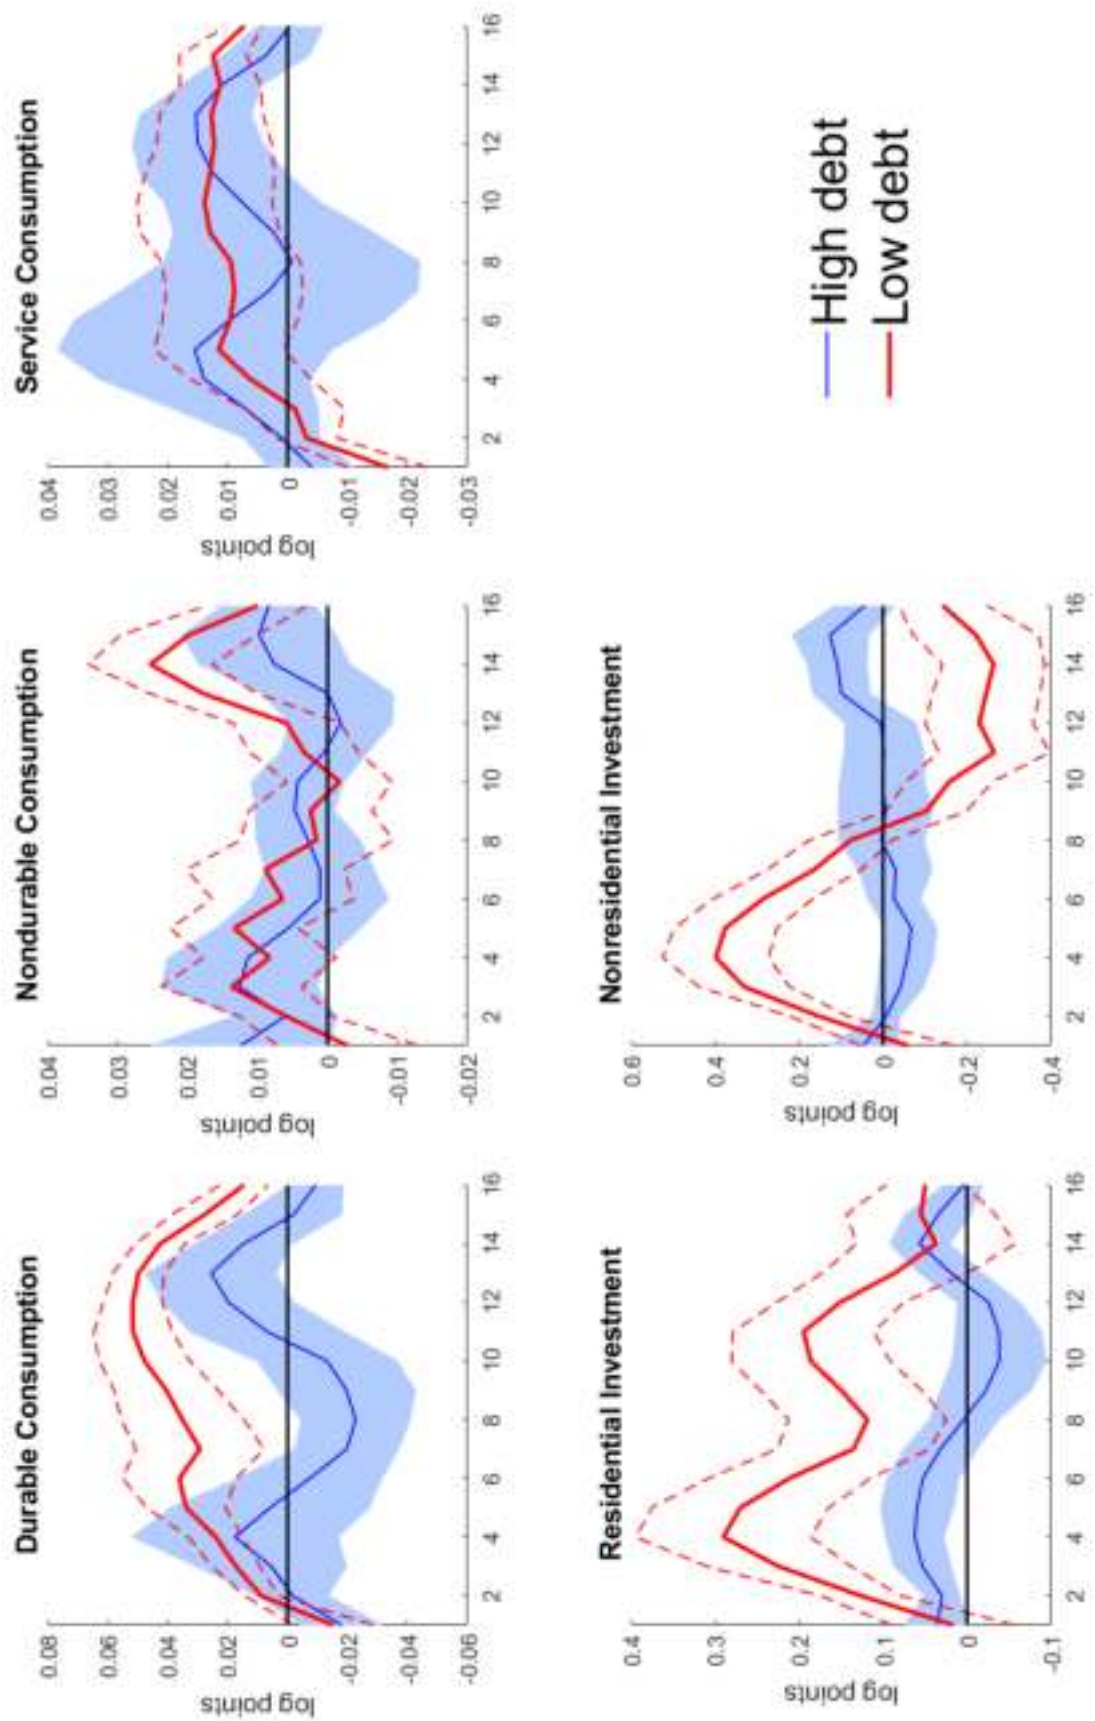 Durable Consumption
log points
0.08
0.06
0.04
0.02
0
-0.02
-0.04
-0.06
2 4 6 8 10 12 14 16
Nondurable Consumption
log points
0.04
0.03
0.02
0.01
0
-0.01
-0.02
2 4 6 8 10 12 14 16
Service Consumption
log points
0.04
0.03
0.02
0.01
0
-0.01
-0.02
-0.03
2 4 6 8 10 12 14 16
Residential Investment
log points
0.4
0.3
0.2
0.1
0
-0.1
2 4 6 8 10 12 14 16
Nonresidential Investment
log points
0.6
0.4
0.2
0
-0.2
-0.4
2 4 6 8 10 12 14 16
High debt
Low debt